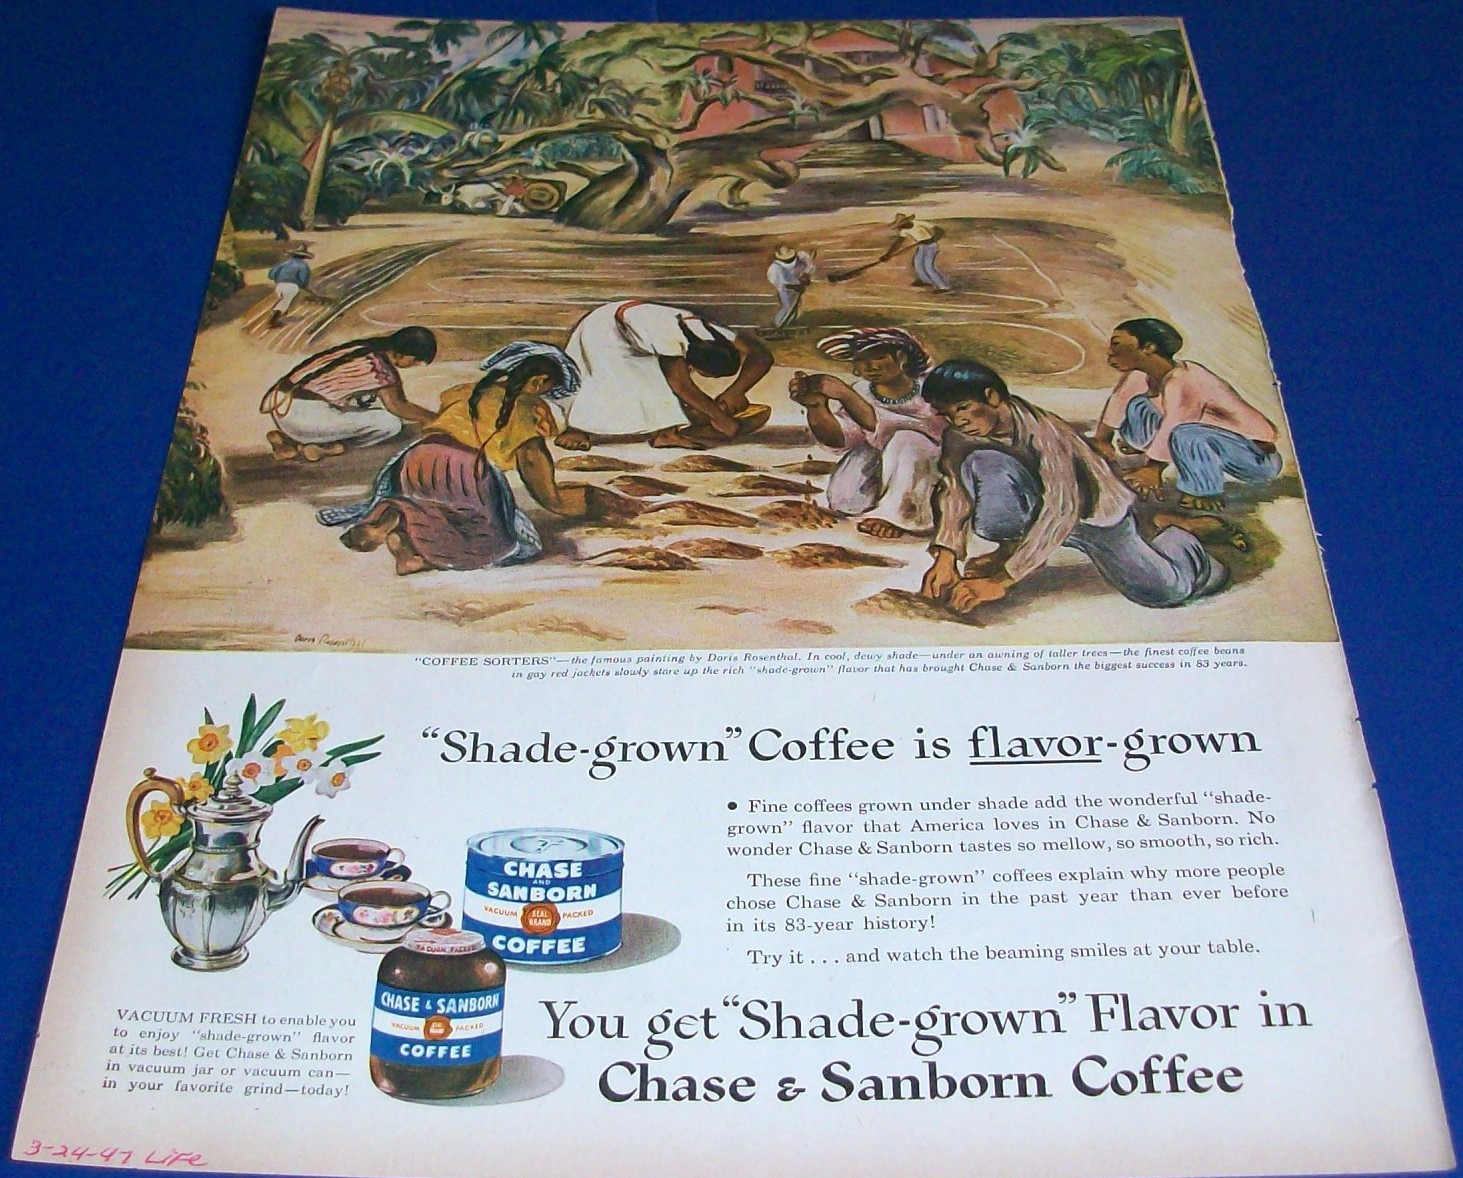 Doris Rosenthal
"COFFEE SORTERS"—the famous painting by Doris Rosenthal. In cool, dewy shade—under an awning of taller trees—the finest coffee beans
in gay red jackets slowly store up the rich "shade-grown" flavor that has brought Chase & Sanborn the biggest success in 83 years.
"Shade-grown" Coffee is flavor-grown
• Fine coffees grown under shade add the wonderful "shade-
grown" flavor that America loves in Chase & Sanborn. No
wonder Chase & Sanborn tastes so mellow, so smooth, so rich.
These fine "shade-grown" coffees explain why more people
chose Chase & Sanborn in the past year than ever before
in its 83-year history!
Try it . . . and watch the beaming smiles at your table.
CHASE
AND
SANBORN
VACUUM SEAL BRAND PACKED
COFFEE
VACUUM PACKED
CHASE & SANBORN
VACUUM SEAL BRAND PACKED
COFFEE
VACUUM FRESH to enable you
to enjoy "shade-grown" flavor
at its best! Get Chase & Sanborn
in vacuum jar or vacuum can—
in your favorite grind—today!
You get "Shade-grown" Flavor in
Chase & Sanborn Coffee
3-24-47 Life